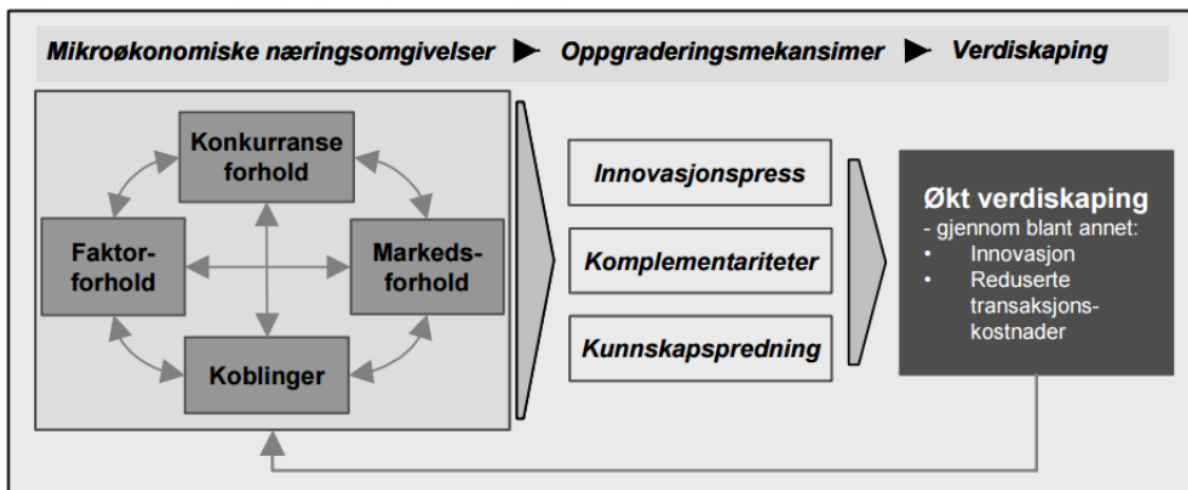 Mikroøkonomiske næringsomgivelser
Oppgraderingsmekansimer
Verdiskaping
Konkurranse
forhold
Faktor-
forhold
Markeds-
forhold
Koblinger
Innovasjonspress
Komplementariteter
Kunnskapspredning
Økt verdiskaping
- gjennom blant annet:
• Innovasjon
• Reduserte
transaksjons-
kostnader